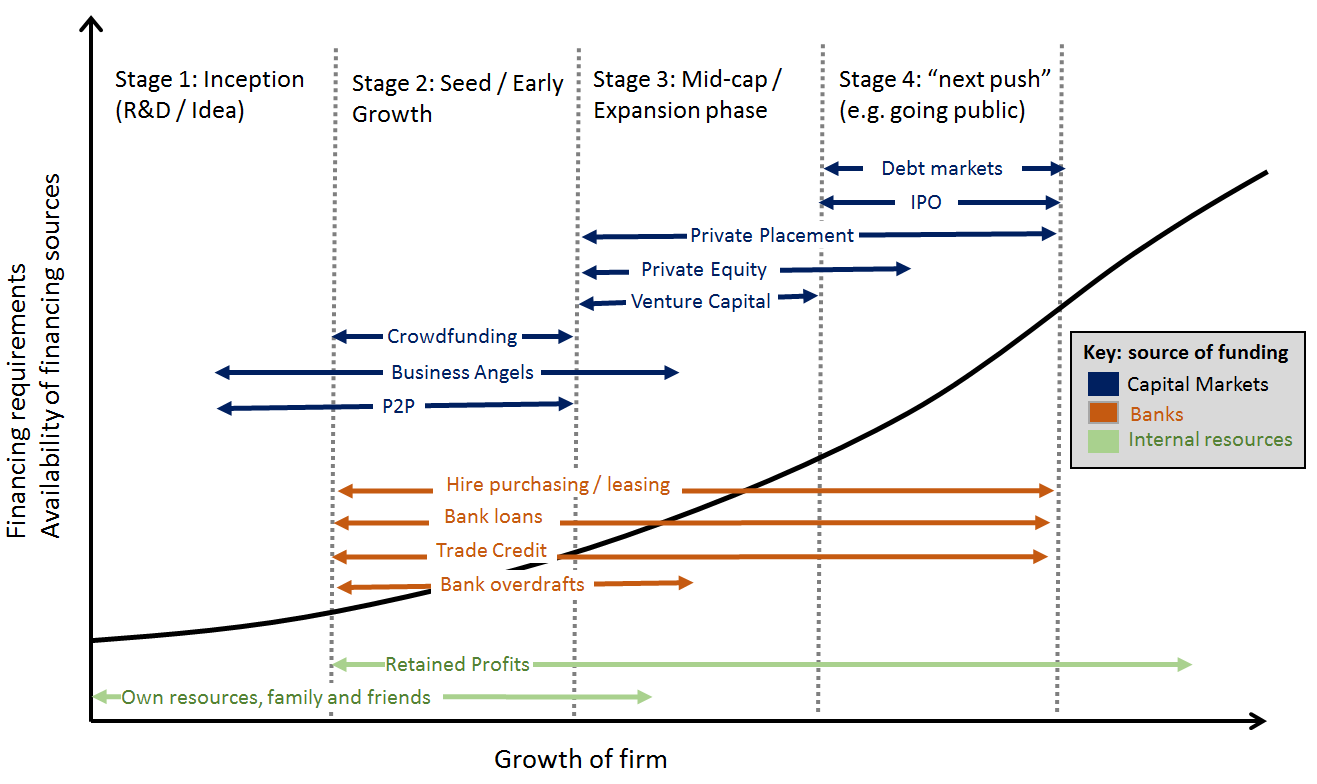 Stage 1: Inception
(R&D / Idea)
Stage 2: Seed / Early
Growth
Stage 3: Mid-cap /
Expansion phase
Stage 4: “next push”
(e.g. going public)
Financing requirements
Availability of financing sources
Debt markets
IPO
Private Placement
Private Equity
Venture Capital
Crowdfunding
Business Angels
P2P
Key: source of funding
Capital Markets
Banks
Internal resources
Hire purchasing / leasing
Bank loans
Trade Credit
Bank overdrafts
Retained Profits
Own resources, family and friends
Growth of firm